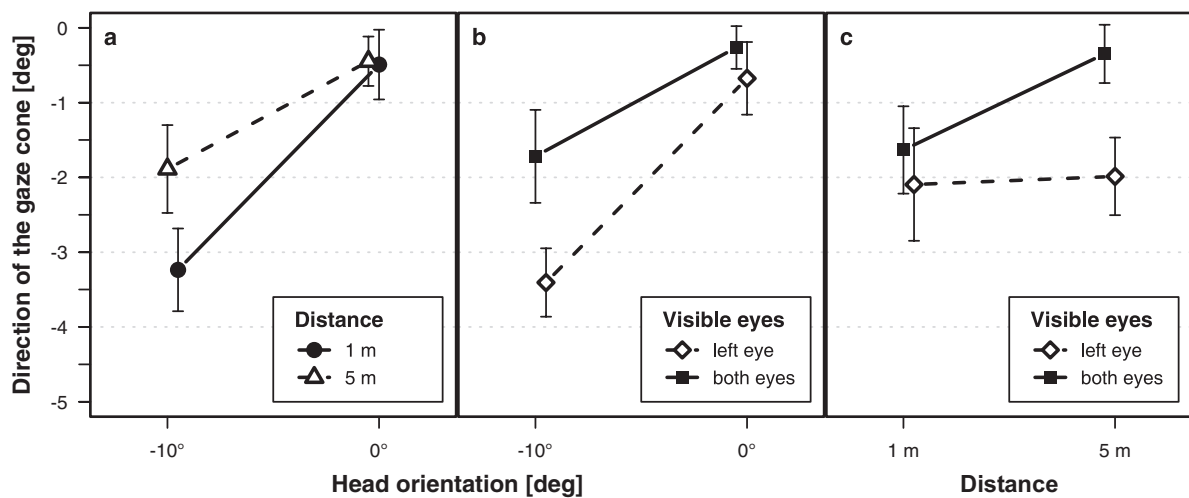 Direction of the gaze cone [deg]
0
-1
-2
-3
-4
-5
a
Distance
1 m
5 m
-10°
0°
b
Visible eyes
left eye
both eyes
-10°
0°
Head orientation [deg]
c
Visible eyes
left eye
both eyes
1 m
5 m
Distance